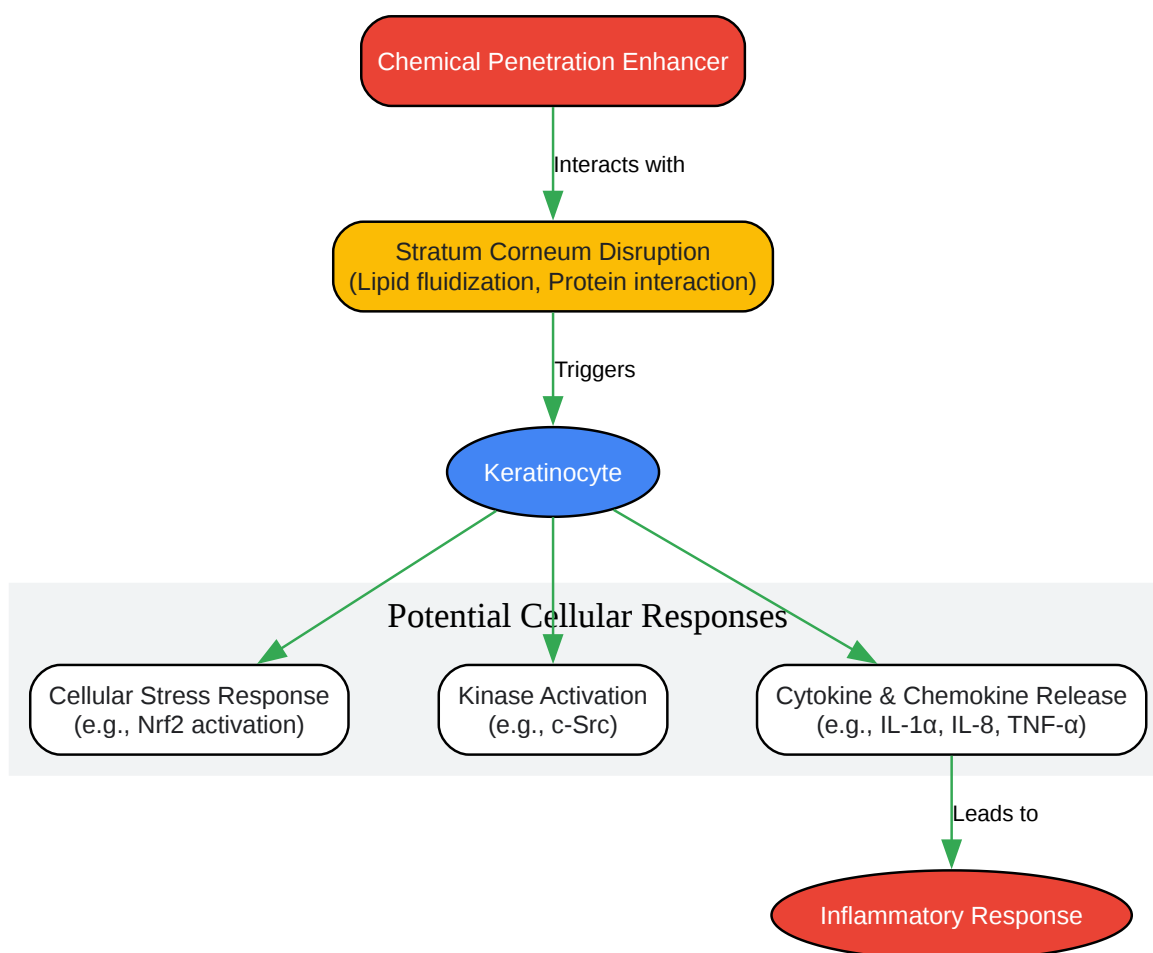 Chemical Penetration Enhancer
Interacts with
Stratum Corneum Disruption
(Lipid fluidization, Protein interaction)
Triggers
Keratinocyte
Potential Cellular Responses
Cellular Stress Response
(e.g., Nrf2 activation)
Kinase Activation
(e.g., c-Src)
Cytokine & Chemokine Release
(e.g., IL-1α, IL-8, TNF-α)
Leads to
Inflammatory Response